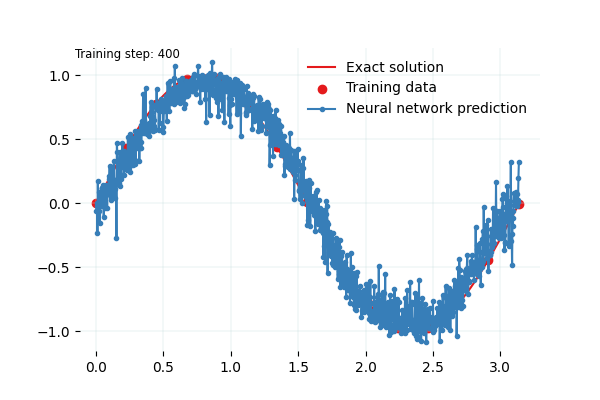 Training step: 400
Exact solution
Training data
Neural network prediction
1.0
0.5
0.0
−0.5
−1.0
0.0 0.5 1.0 1.5 2.0 2.5 3.0